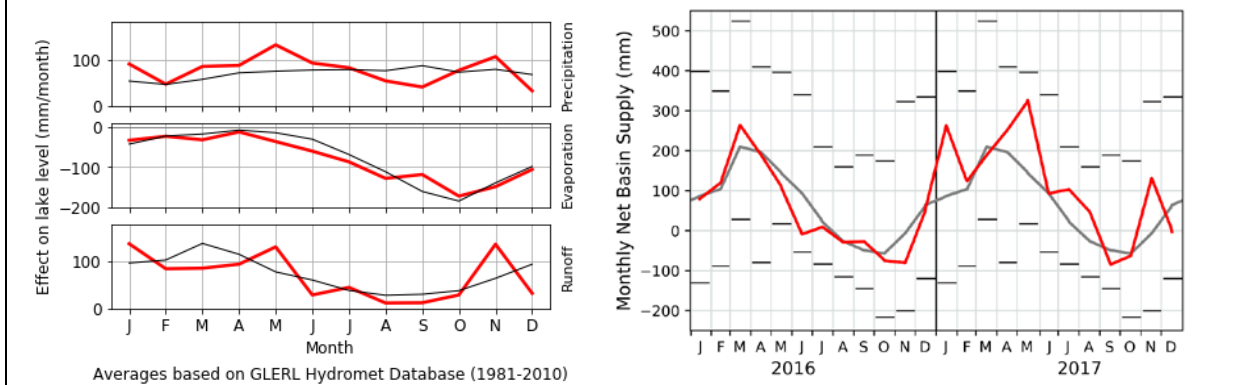 Effect on lake level (mm/month)
100
0
Precipitation
0
−100
−200
Evaporation
100
0
Runoff
J F M A M J J A S O N D
Month
Averages based on GLERL Hydromet Database (1981-2010)
Monthly Net Basin Supply (mm)
500
400
300
200
100
0
−100
−200
J F M A M J J A S O N D J F M A M J J A S O N D
2016 2017